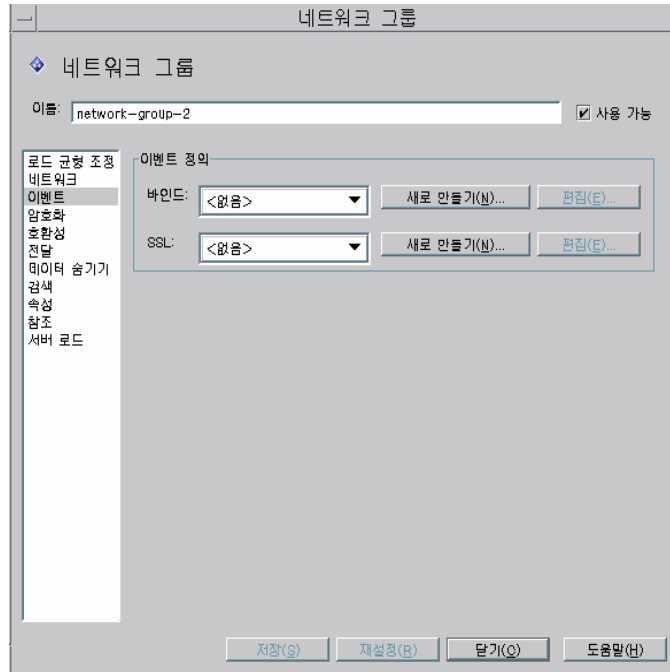 네트워크 그룹
네트워크 그룹
이름: network-group-2 사용 가능
로드 균형 조정
네트워크
이벤트
암호화
호환성
전달
데이터 숨기기
검색
속성
참조
서버 로드
이벤트 정의
바인드: <없음> 새로 만들기(N)... 편집(E)...
SSL: <없음> 새로 만들기(N)... 편집(E)...
저장(S) 재설정(R) 닫기(C) 도움말(H)